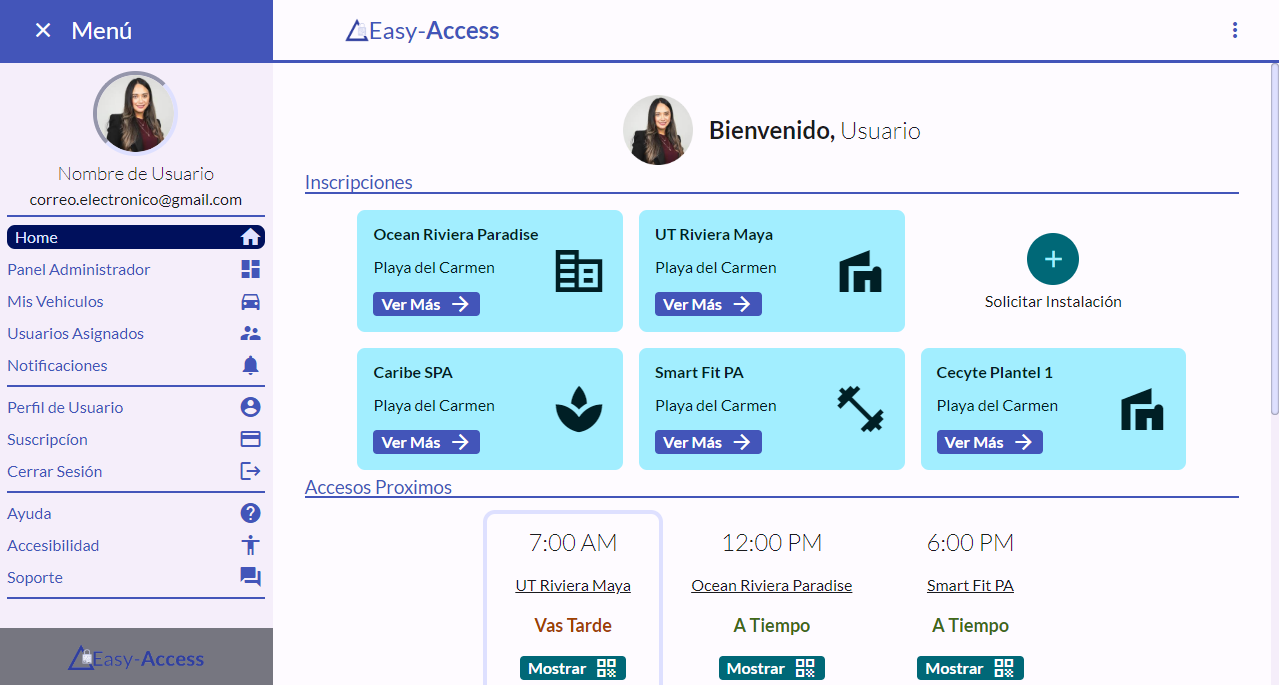 Menú
Easy-Access
Nombre de Usuario
correo.electronico@gmail.com
Home
Panel Administrador
Mis Vehiculos
Usuarios Asignados
Notificaciones
Perfil de Usuario
Suscripcíon
Cerrar Sesión
Ayuda
Accesibilidad
Soporte
Easy-Access
Bienvenido, Usuario
Inscripciones
Ocean Riviera Paradise
Playa del Carmen
Ver Más
UT Riviera Maya
Playa del Carmen
Ver Más
Solicitar Instalación
Caribe SPA
Playa del Carmen
Ver Más
Smart Fit PA
Playa del Carmen
Ver Más
Cecyte Plantel 1
Playa del Carmen
Ver Más
Accesos Proximos
7:00 AM
UT Riviera Maya
Vas Tarde
Mostrar
12:00 PM
Ocean Riviera Paradise
A Tiempo
Mostrar
6:00 PM
Smart Fit PA
A Tiempo
Mostrar